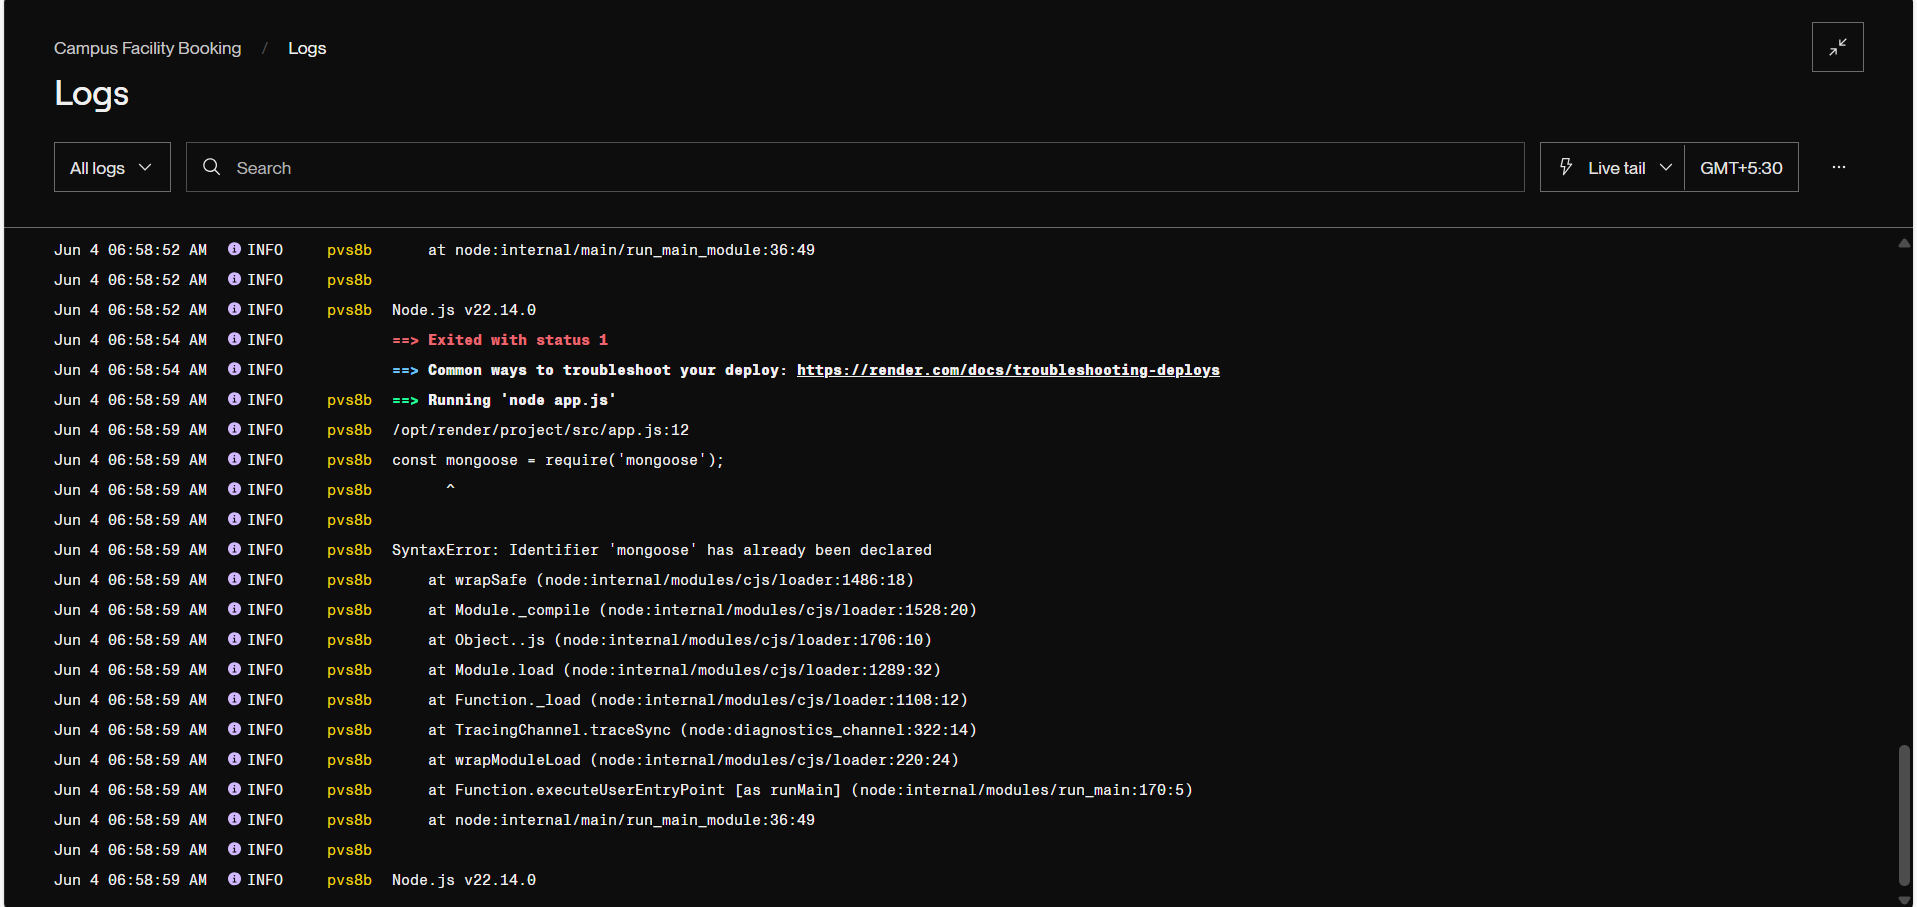 Campus Facility Booking / Logs
Logs
All logs Search Live tail GMT+5:30 ...
Jun 4 06:58:52 AM INFO pvs8b at node:internal/main/run_main_module:36:49
Jun 4 06:58:52 AM INFO pvs8b
Jun 4 06:58:52 AM INFO pvs8b Node.js v22.14.0
Jun 4 06:58:54 AM INFO ==> Exited with status 1
Jun 4 06:58:54 AM INFO ==> Common ways to troubleshoot your deploy: https://render.com/docs/troubleshooting-deploys
Jun 4 06:58:59 AM INFO pvs8b ==> Running 'node app.js'
Jun 4 06:58:59 AM INFO pvs8b /opt/render/project/src/app.js:12
Jun 4 06:58:59 AM INFO pvs8b const mongoose = require('mongoose');
Jun 4 06:58:59 AM INFO pvs8b ^
Jun 4 06:58:59 AM INFO pvs8b
Jun 4 06:58:59 AM INFO pvs8b SyntaxError: Identifier 'mongoose' has already been declared
Jun 4 06:58:59 AM INFO pvs8b at wrapSafe (node:internal/modules/cjs/loader:1486:18)
Jun 4 06:58:59 AM INFO pvs8b at Module._compile (node:internal/modules/cjs/loader:1528:20)
Jun 4 06:58:59 AM INFO pvs8b at Object..js (node:internal/modules/cjs/loader:1706:10)
Jun 4 06:58:59 AM INFO pvs8b at Module.load (node:internal/modules/cjs/loader:1289:32)
Jun 4 06:58:59 AM INFO pvs8b at Function._load (node:internal/modules/cjs/loader:1108:12)
Jun 4 06:58:59 AM INFO pvs8b at TracingChannel.traceSync (node:diagnostics_channel:322:14)
Jun 4 06:58:59 AM INFO pvs8b at wrapModuleLoad (node:internal/modules/cjs/loader:220:24)
Jun 4 06:58:59 AM INFO pvs8b at Function.executeUserEntryPoint [as runMain] (node:internal/modules/run_main:170:5)
Jun 4 06:58:59 AM INFO pvs8b at node:internal/main/run_main_module:36:49
Jun 4 06:58:59 AM INFO pvs8b
Jun 4 06:58:59 AM INFO pvs8b Node.js v22.14.0